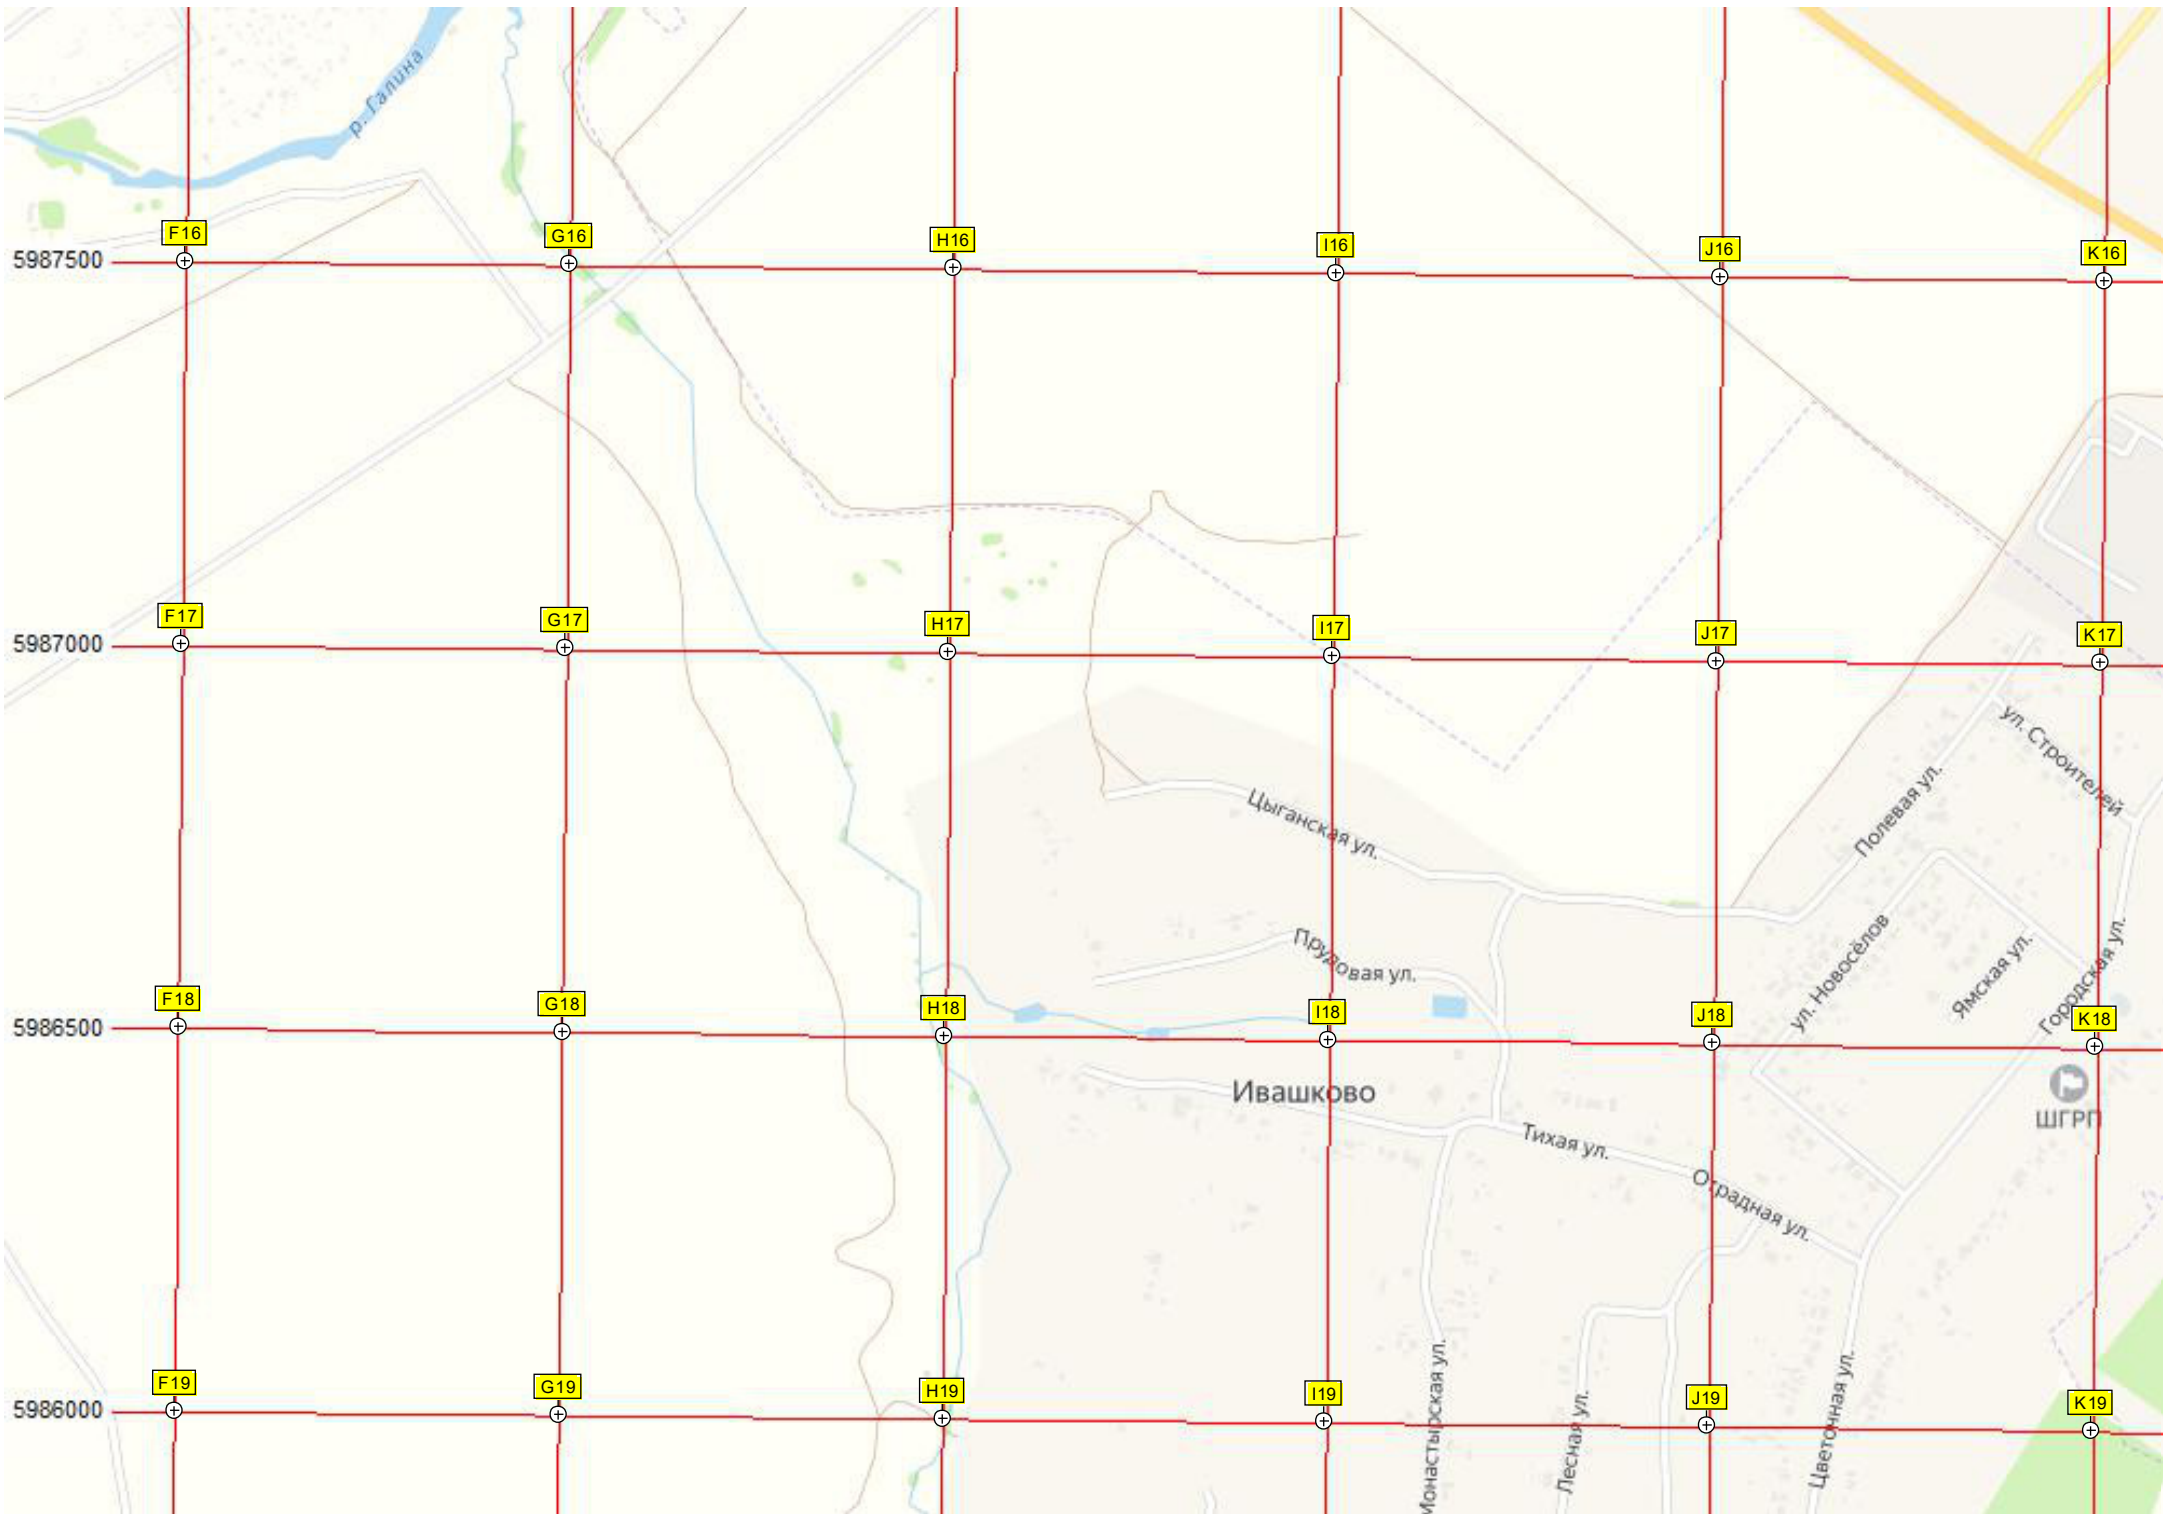 р. Галина
F16
G16
H16
I16
J16
K16
5987500
F17
G17
H17
I17
J17
K17
5987000
ул. Строителей
Полевая ул.
Цыганская ул.
Прудовая ул.
ул. Новосёлов
Ямская ул.
Городская ул.
F18
G18
H18
I18
J18
K18
5986500
Ивашково
ШГРП
Тихая ул.
Отрадная ул.
F19
G19
H19
I19
J19
K19
5986000
Монастырская ул.
Лесная ул.
Цветочная ул.